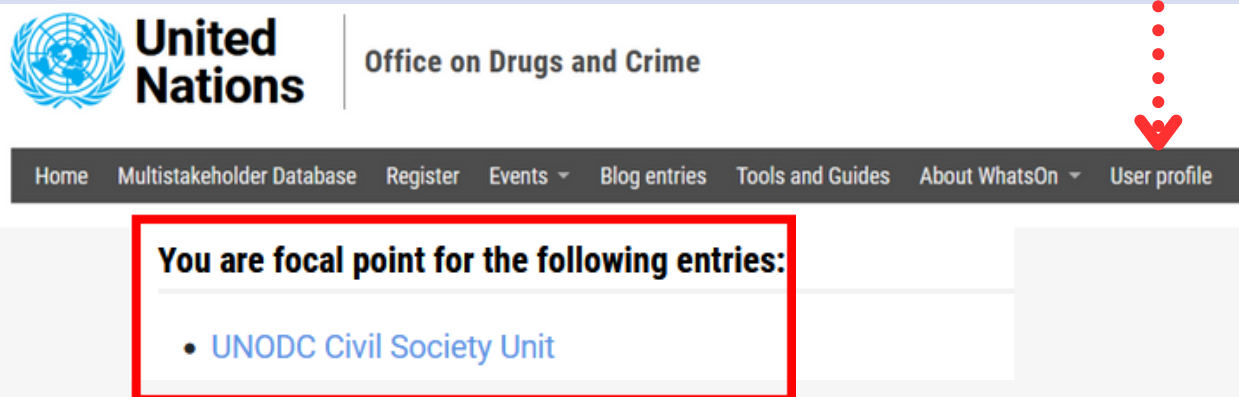 United
Nations
Office on Drugs and Crime
Home Multistakeholder Database Register Events Blog entries Tools and Guides About WhatsOn User profile
You are focal point for the following entries:
• UNODC Civil Society Unit